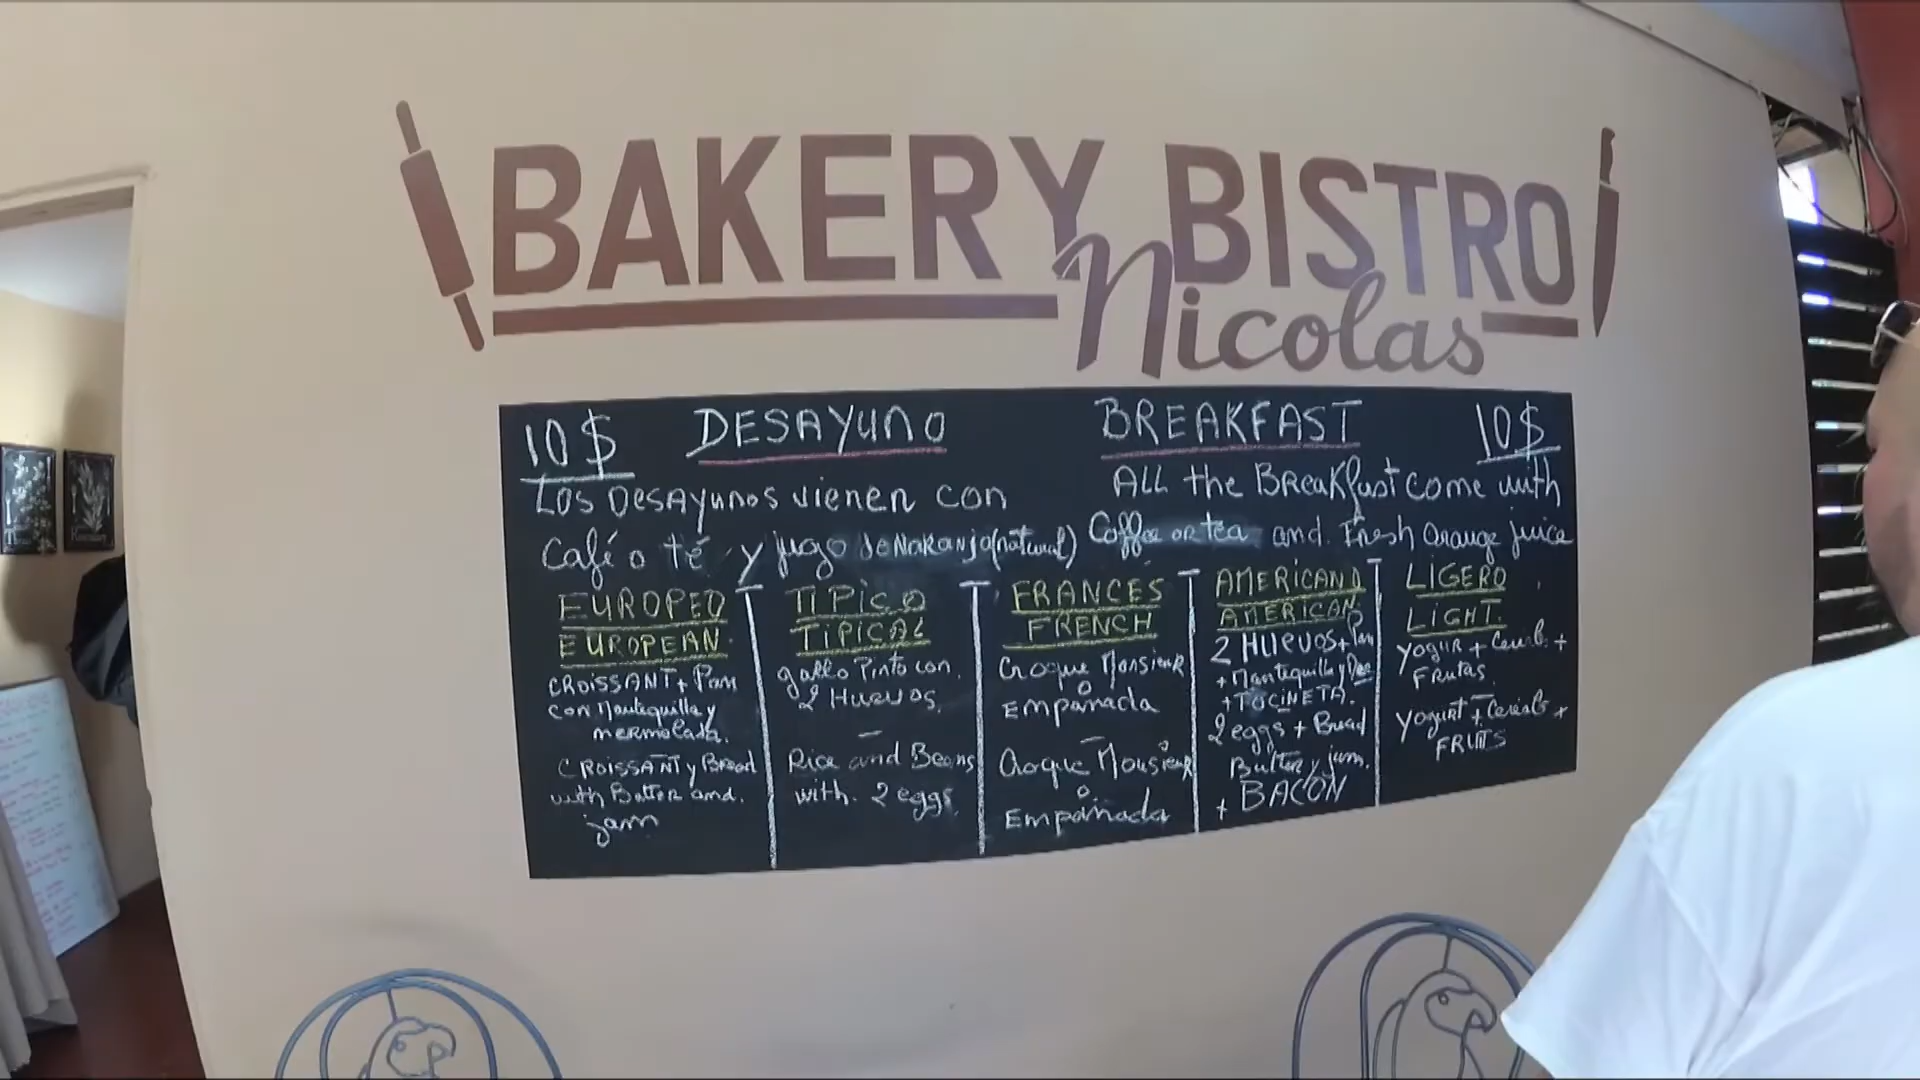 BAKERY BISTRO
Nicolas
10$ DESAYUNO BREAKFAST 10$
Los Desayunos vienen con
Café o té y jugo de Naranja (natural)
All the Breakfast come with
Coffee or tea and Fresh Orange juice
EUROPEO
EUROPEAN
CROISSANT + Pan
con Mantequilla y
mermelada.
CROISSANT y Bread
with Butter and
jam
TIPICO
TIPICAL
gallo Pinto con
2 Huevos.
Rice and Beans
with 2 eggs
FRANCES
FRENCH
Croque Monsieur
o
Empanada
Croque Monsieur
o
Empanada
AMERICANO
AMERICAN
2 Huevos + Pan
+ Mantequilla y
+ TOCINETA.
2 eggs + Bread
Butter y jam.
+ BACON
LIGERO
LIGHT.
Yogur + +
Frutas
Yogurt + Cereals +
FRUITS
Rosemary